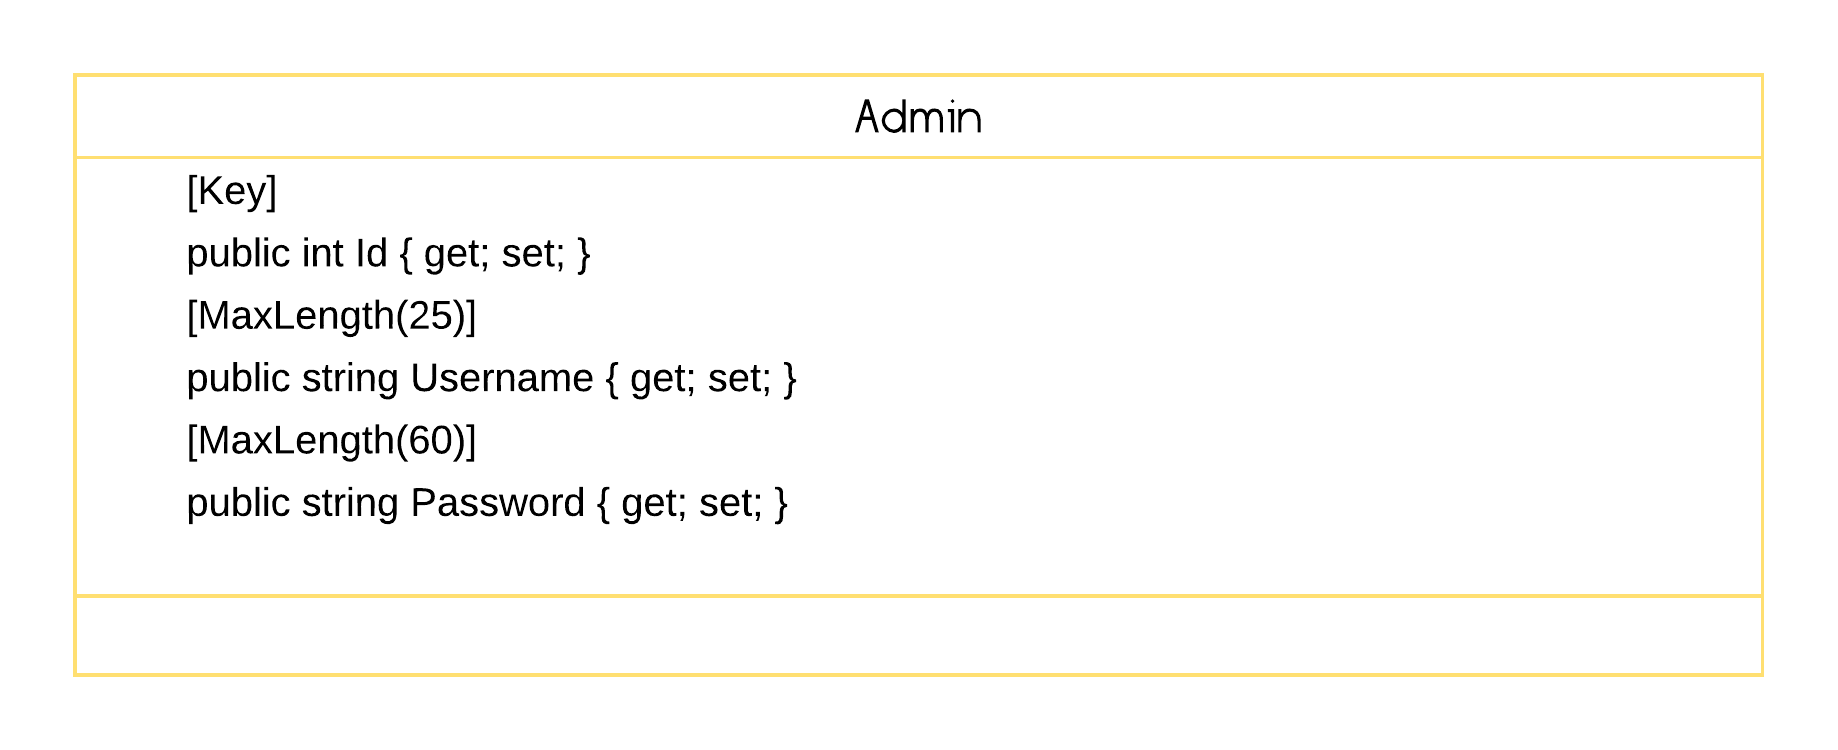 Admin
[Key]
public int Id { get; set; }
[MaxLength(25)]
public string Username { get; set; }
[MaxLength(60)]
public string Password { get; set; }